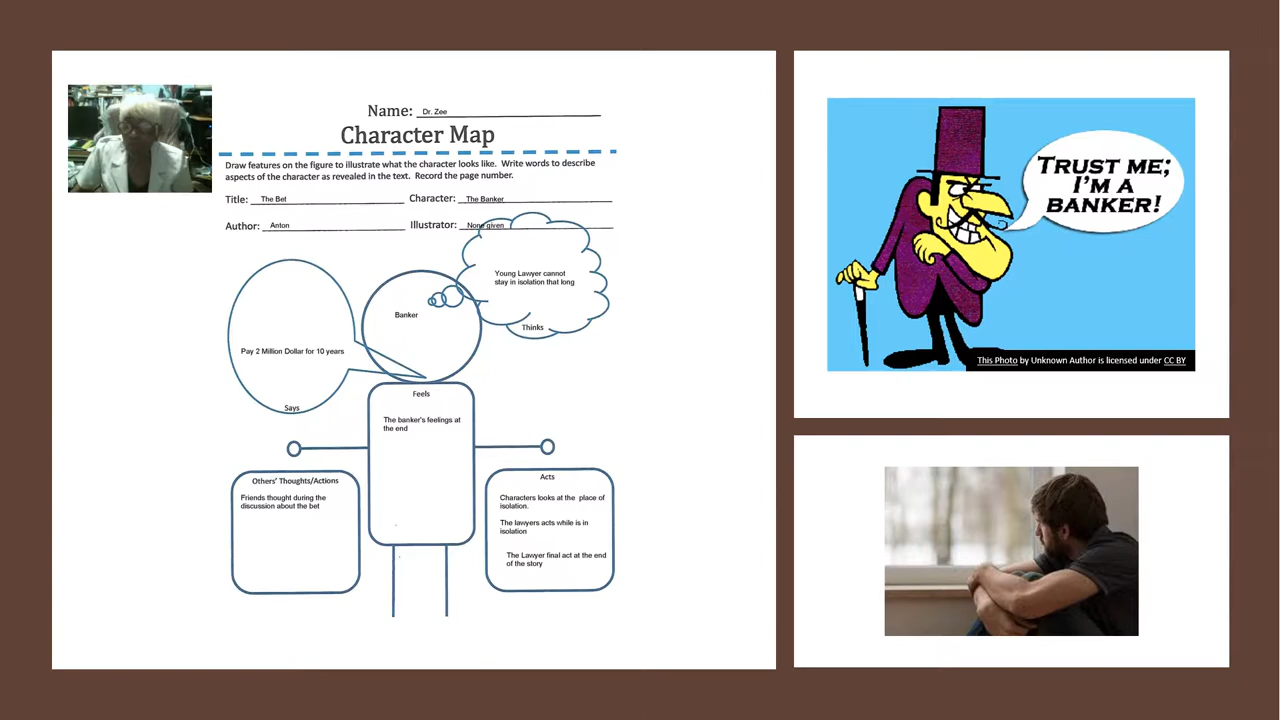 Name: Dr. Zee
Character Map
Draw features on the figure to illustrate what the character looks like. Write words to describe
aspects of the character as revealed in the text. Record the page number.
Title: The Bet Character: The Banker
Author: Anton Illustrator: None given
Young Lawyer cannot
stay in isolation that long
Thinks
Banker
Pay 2 Million Dollar for 10 years
Says
Feels
The banker's feelings at
the end
Others' Thoughts/Actions
Friends thought during the
discussion about the bet
Acts
Characters looks at the place of
isolation.
The lawyers acts while is in
isolation
The Lawyer final act at the end
of the story
TRUST ME;
I'M A
BANKER!
This Photo by Unknown Author is licensed under CC BY